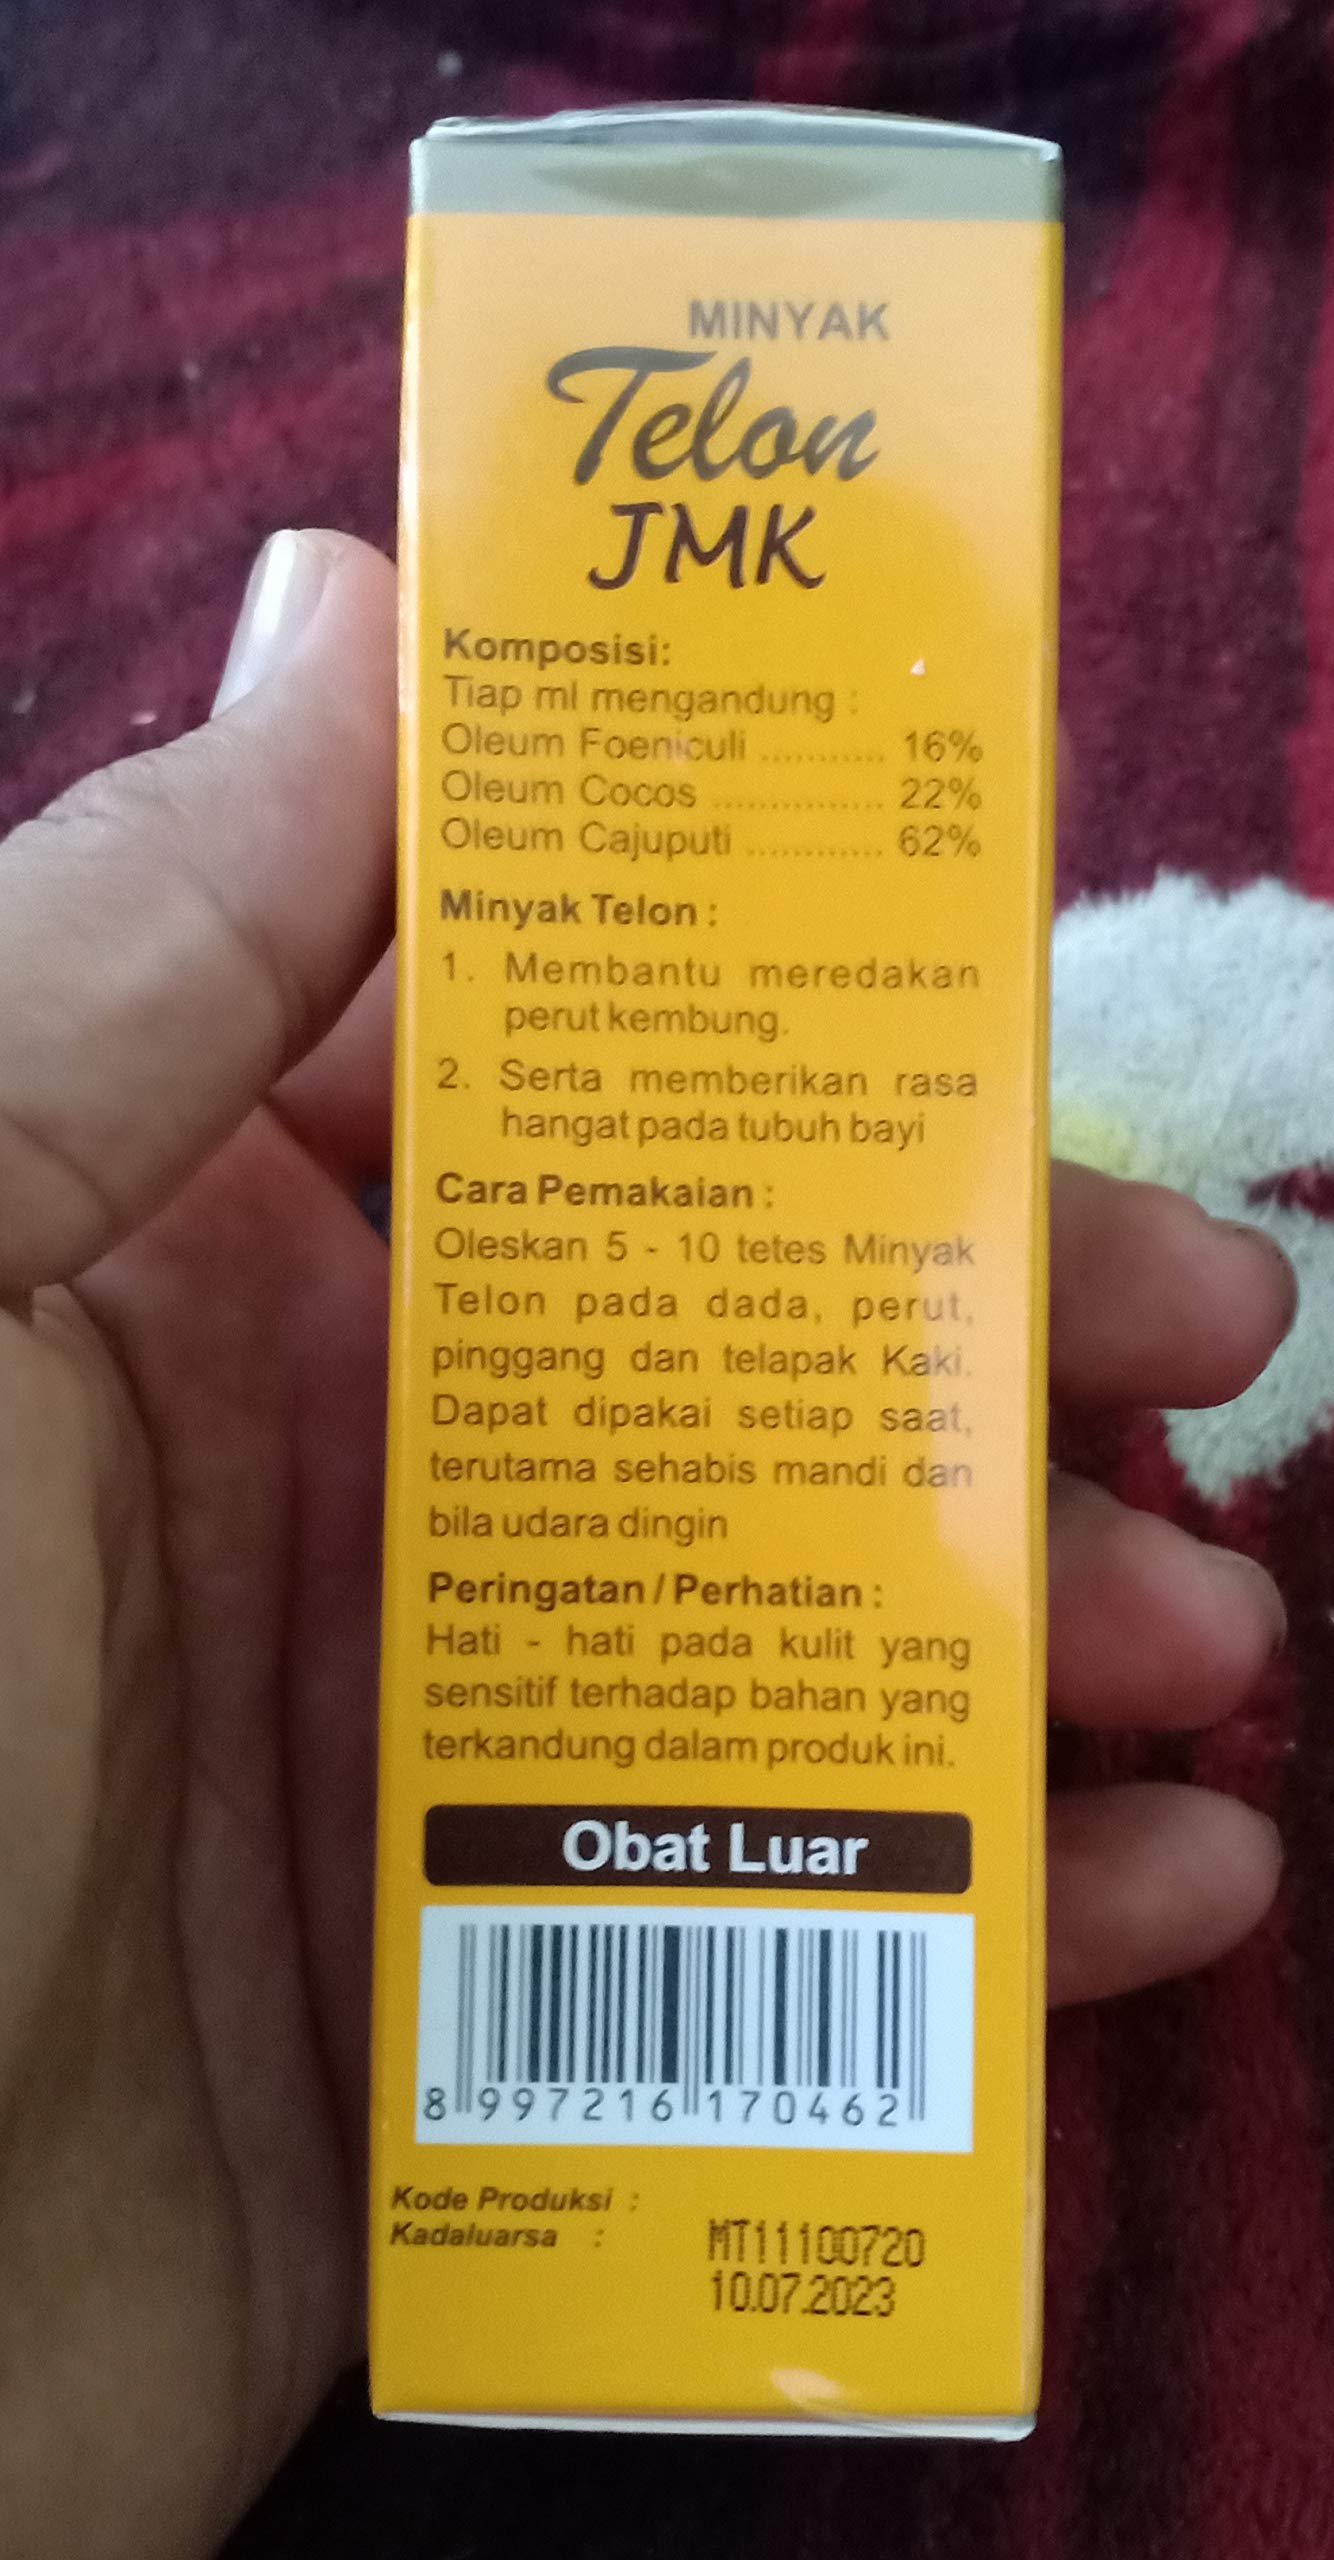 MINYAK
Telon
JMK
Komposisi:
Tiap ml mengandung :
Oleum Foeniculi ........... 16%
Oleum Cocos ............... 22%
Oleum Cajuputi ............ 62%
Minyak Telon :
1. Membantu meredakan
perut kembung.
2. Serta memberikan rasa
hangat pada tubuh bayi
Cara Pemakaian :
Oleskan 5 - 10 tetes Minyak
Telon pada dada, perut,
pinggang dan telapak Kaki.
Dapat dipakai setiap saat,
terutama sehabis mandi dan
bila udara dingin
Peringatan / Perhatian :
Hati - hati pada kulit yang
sensitif terhadap bahan yang
terkandung dalam produk ini.
Obat Luar
8 997216 170462
Kode Produksi :
Kadaluarsa :
MT11100720
10.07.2023